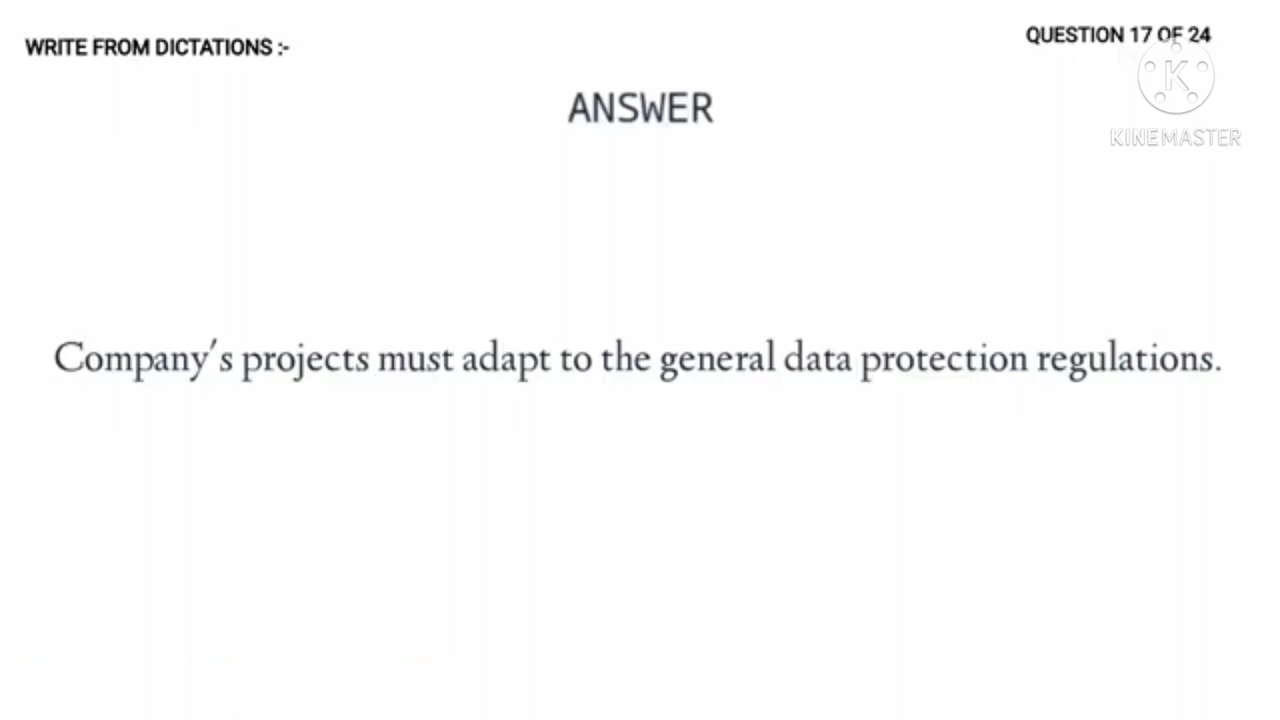 WRITE FROM DICTATIONS :-
QUESTION 17 OF 24
K
KINEMASTER
ANSWER
Company's projects must adapt to the general data protection regulations.